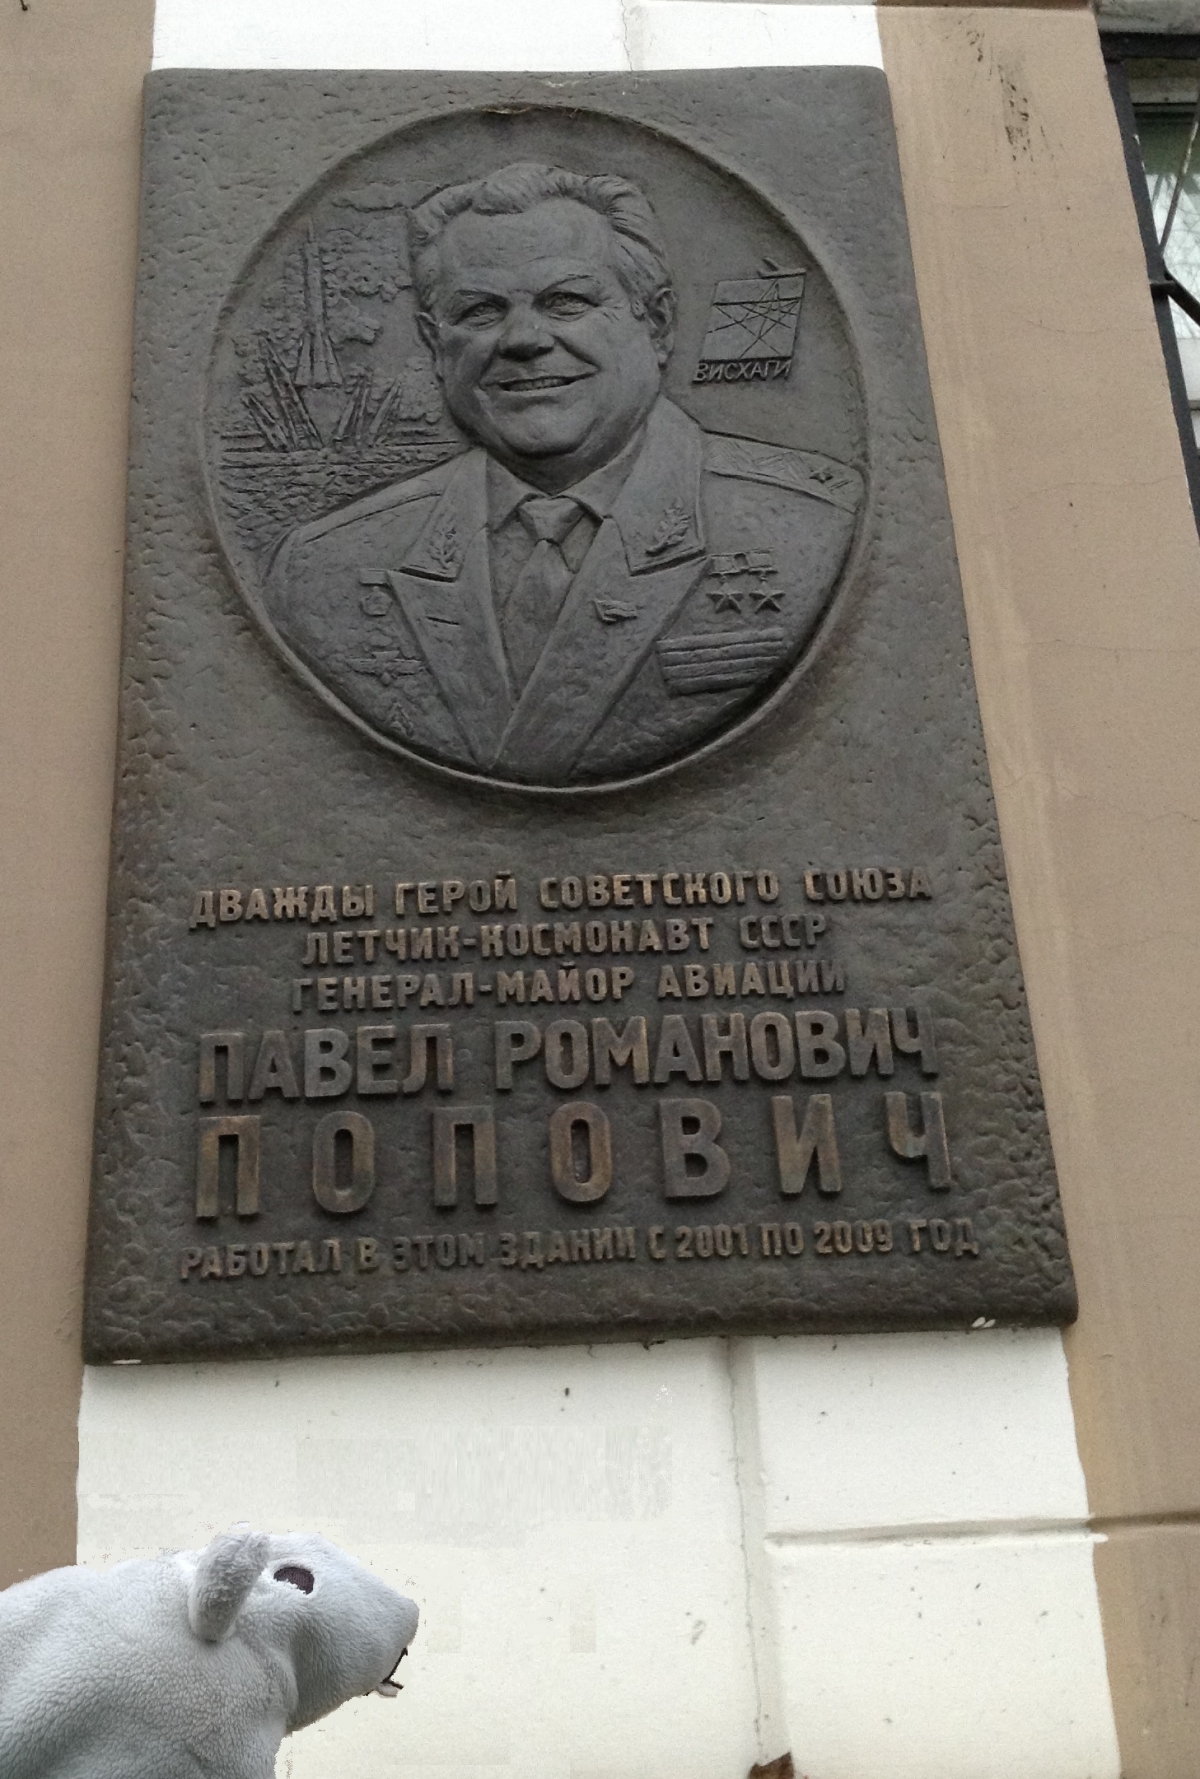 ВИСХАГИ
ДВАЖДЫ ГЕРОЙ СОВЕТСКОГО СОЮЗА
ЛЕТЧИК-КОСМОНАВТ СССР
ГЕНЕРАЛ-МАЙОР АВИАЦИИ
ПАВЕЛ РОМАНОВИЧ
ПОПОВИЧ
РАБОТАЛ В ЭТОМ ЗДАНИИ С 2001 ПО 2009 ГОД